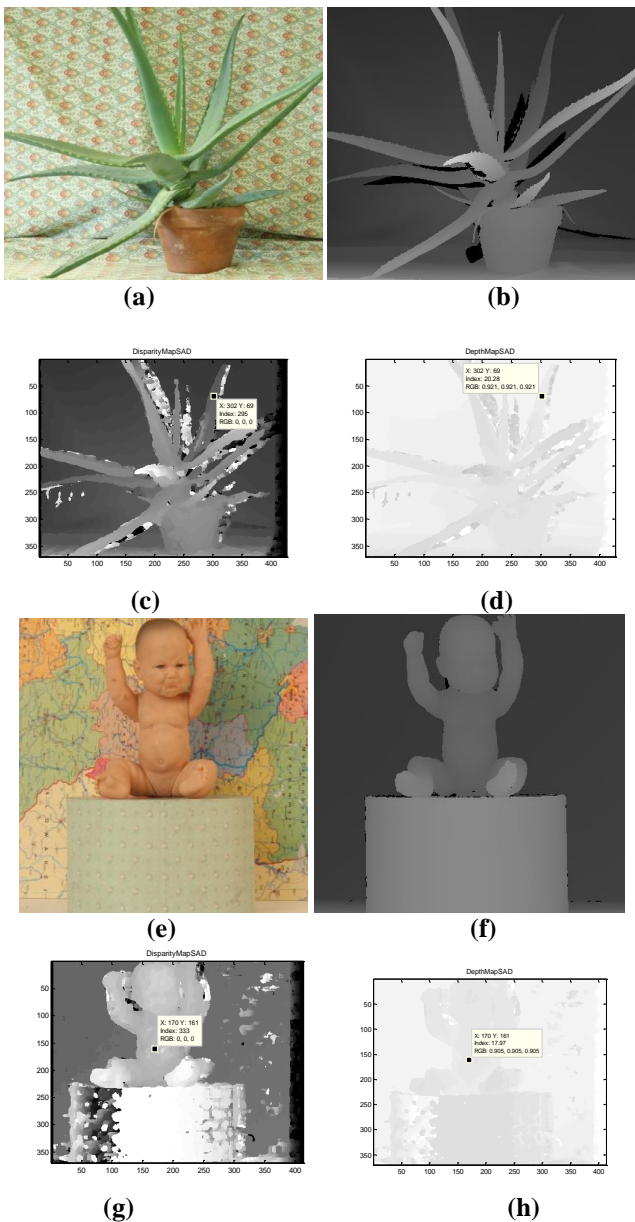 (a)
(b)
DisparityMapSAD
50
100
150
200
250
300
350
50 100 150 200 250 300 350 400
X: 302 Y: 69
Index: 295
RGB: 0, 0, 0
DepthMapSAD
50
100
150
200
250
300
350
50 100 150 200 250 300 350 400
X: 302 Y: 69
Index: 20.28
RGB: 0.921, 0.921, 0.921
(c)
(d)
(e)
(f)
DisparityMapSAD
50
100
150
200
250
300
350
50 100 150 200 250 300 350 400
X: 170 Y: 161
Index: 333
RGB: 0, 0, 0
DepthMapSAD
50
100
150
200
250
300
350
50 100 150 200 250 300 350 400
X: 170 Y: 161
Index: 17.97
RGB: 0.905, 0.905, 0.905
(g)
(h)